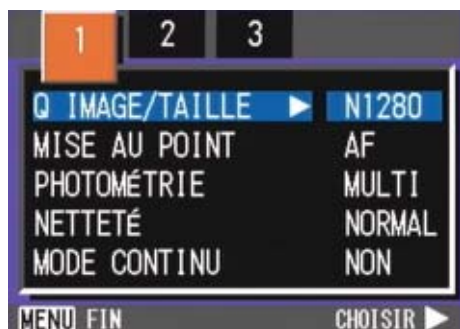 1 2 3
Q IMAGE/TAILLE ▶ N1280
MISE AU POINT AF
PHOTOMÉTRIE MULTI
NETTETÉ NORMAL
MODE CONTINU NON
MENU FIN CHOISIR ▶